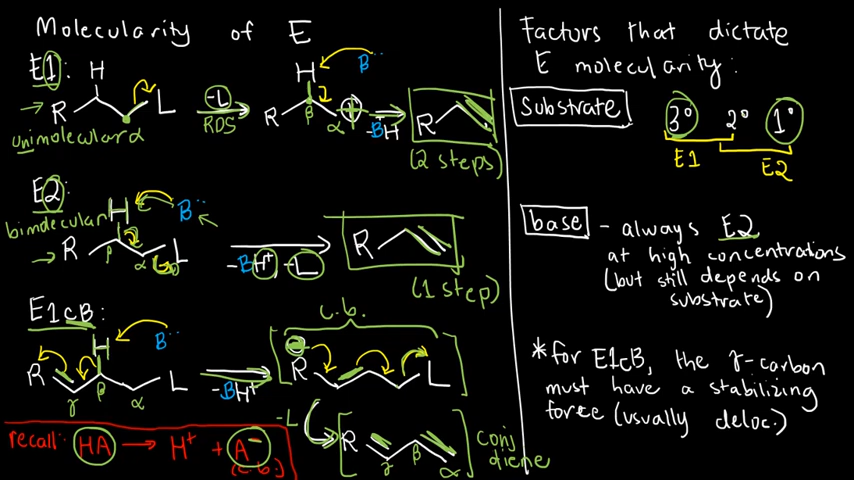 Molecularity of E
E1:
H
B:
R
L
-L
RDS
H
R
β
α
+
-BH
+
R
unimolecular
α
(2 steps)
E2:
bimolecular
H
B:
R
β
α
L
-BH+ -L
R
(1 step)
E1cB:
H
B:
R
γ
β
α
L
-BH+
c.b.
R
L
-L
R
γ
β
α
conj
diene
recall: HA → H+ + A-
(c.b.)
Factors that dictate
E molecularity:
Substrate
3° 2° 1°
E1
E2
base - always E2
at high concentrations
(but still depends on
substrate)
*for E1cB, the γ-carbon
must have a stabilizing
force (usually deloc.)